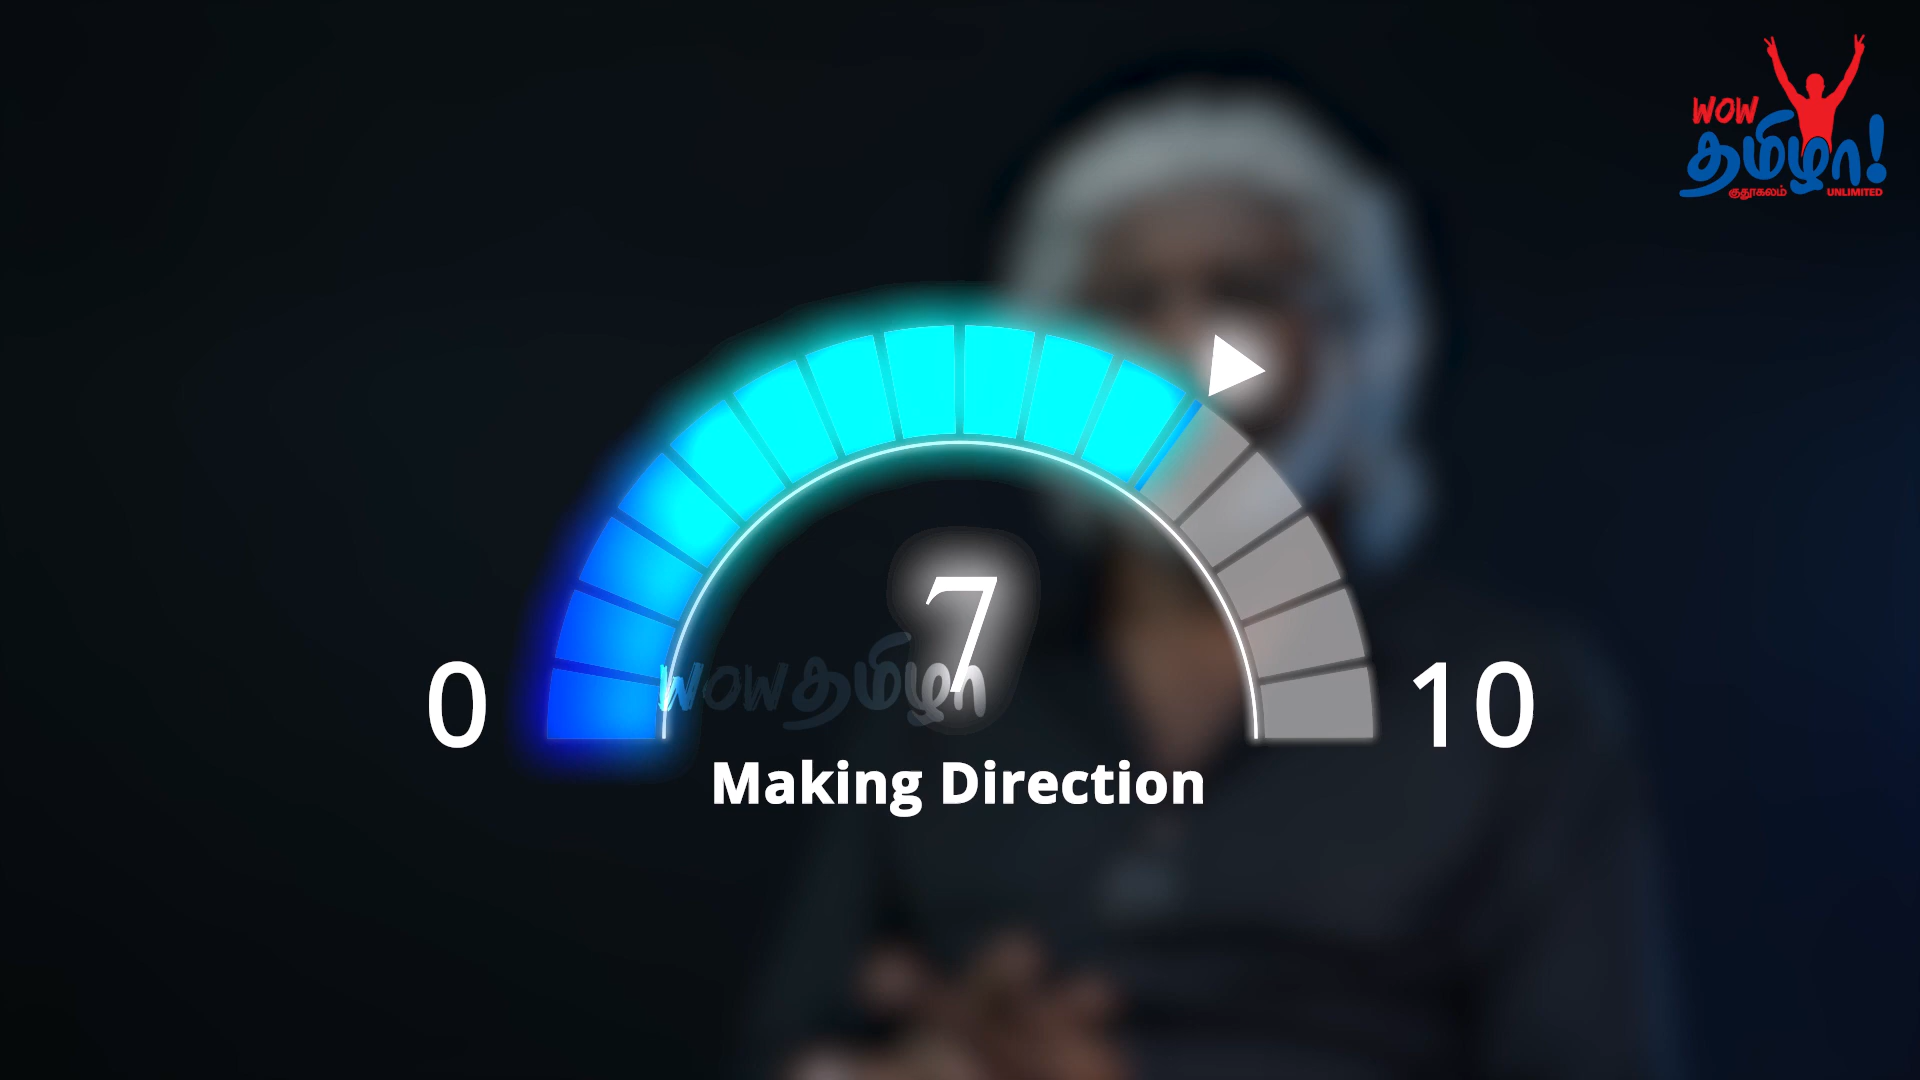 WOW
தமிழா!
குதூகலம் UNLIMITED
7
WOWதமிழா
0
10
Making Direction